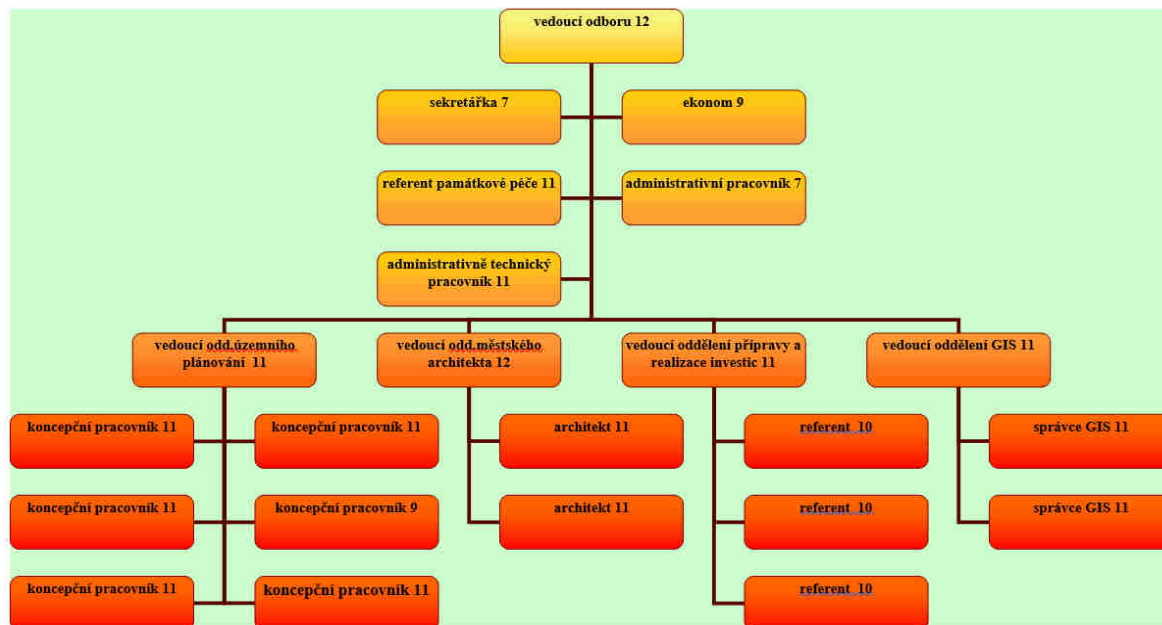 vedoucí odboru 12
sekretářka 7
ekonom 9
referent památkové péče 11
administrativní pracovník 7
administrativně technický
pracovník 11
vedoucí odd.územního
plánování  11
vedoucí odd.městského
architekta 12
vedoucí oddělení přípravy a
realizace investic 11
vedoucí oddělení GIS 11
koncepční pracovník 11
koncepční pracovník 11
architekt 11
referent  10
správce GIS 11
koncepční pracovník 11
koncepční pracovník 9
architekt 11
referent  10
správce GIS 11
koncepční pracovník 11
koncepční pracovník 11
referent  10